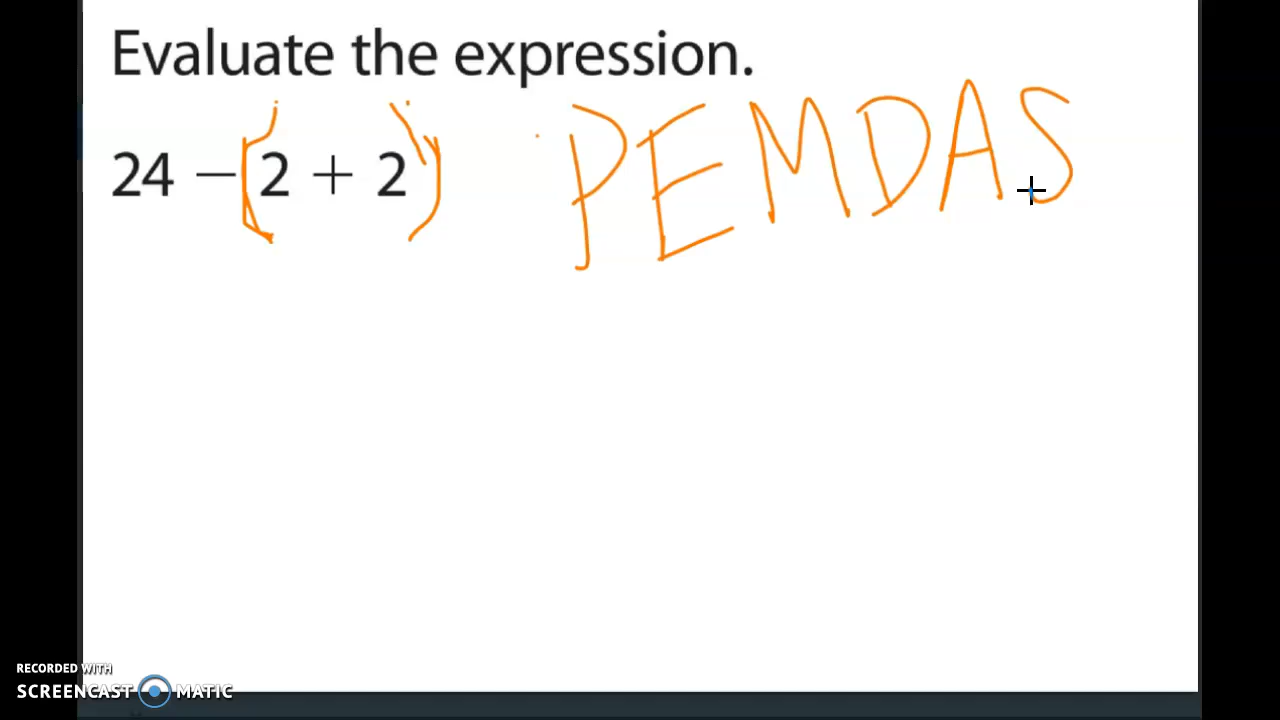 Evaluate the expression.
24 − (2 + 2) PEMDAS
RECORDED WITH
SCREENCAST MATIC